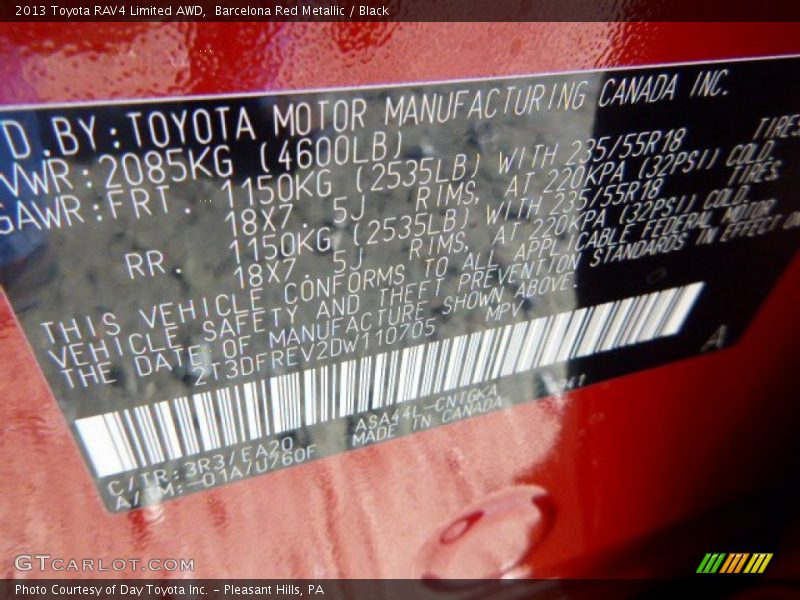 2013 Toyota RAV4 Limited AWD, Barcelona Red Metallic / Black
D.BY:TOYOTA MOTOR MANUFACTURING CANADA INC.
VWR:2085KG (4600LB)
GAWR:FRT. 1150KG (2535LB) WITH 235/55R18 TIRES
18X7.5J RIMS, AT 220KPA (32PSI) COLD.
RR. 1150KG (2535LB) WITH 235/55R18 TIRES
18X7.5J RIMS, AT 220KPA (32PSI) COLD.
THIS VEHICLE CONFORMS TO ALL APPLICABLE FEDERAL MOTOR
VEHICLE SAFETY AND THEFT PREVENTION STANDARDS IN EFFECT ON
THE DATE OF MANUFACTURE SHOWN ABOVE.
2T3DFREV2DW110705 MPV
A
C/TR:3R3/EA20 ASA44L-CNTGKA
A/TM:-01A/U760F MADE IN CANADA
GTCARLOT.COM
Photo Courtesy of Day Toyota Inc. - Pleasant Hills, PA